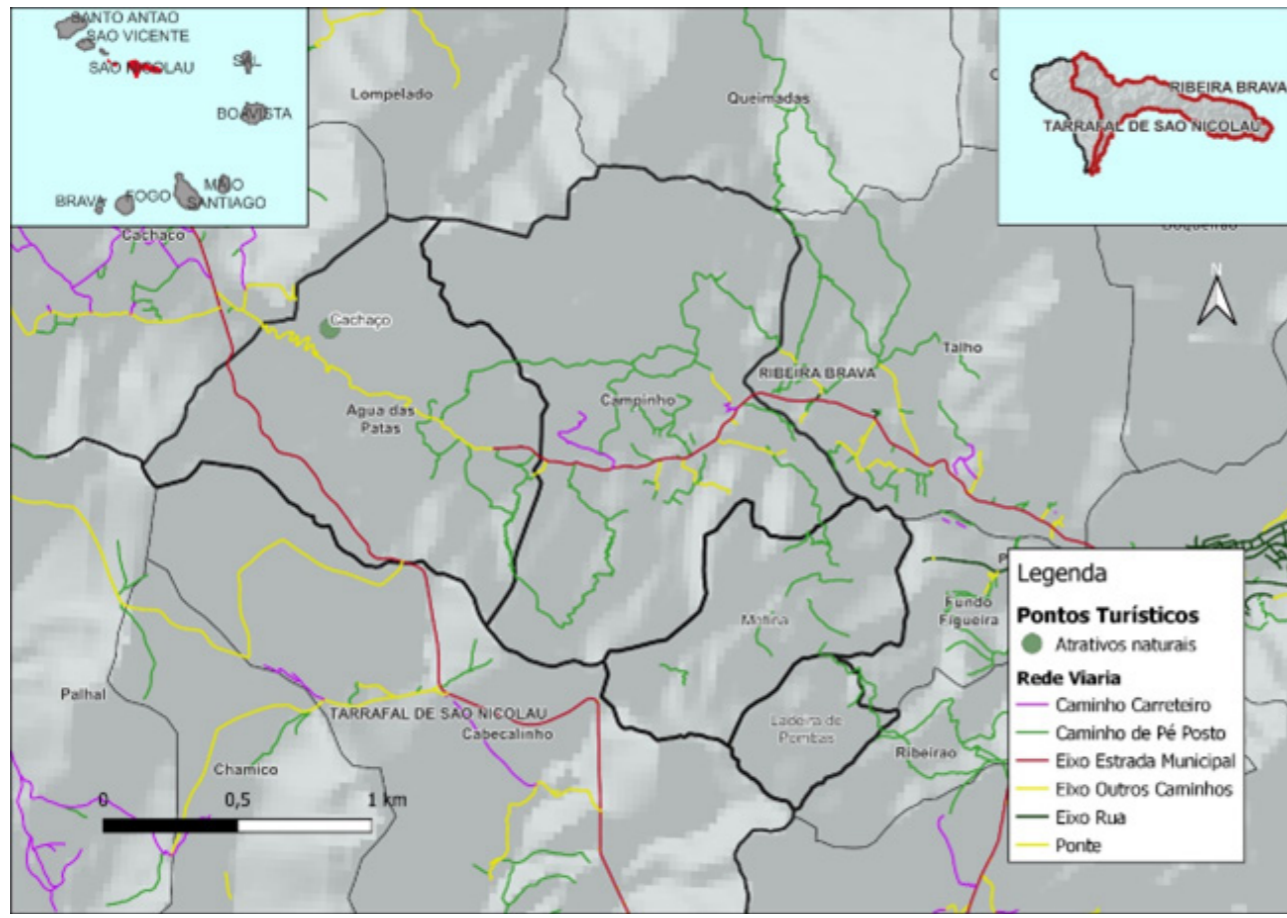 SANTO ANTAO
SAO VICENTE
SAO NICOLAU
SAL
BOAVISTA
MAIO
FOGO
BRAVA
SANTIAGO
RIBEIRA BRAVA
TARRAFAL DE SAO NICOLAU
Lompelado
Queimadas
Cachaço
N
Cachaço
Talho
RIBEIRA BRAVA
Campinho
Agua das
Patas
Fundo
Figueira
Palhal
TARRAFAL DE SAO NICOLAU
Cabecalinho
Ladeira de
Pombas
Ribeirao
Chamico
0 0,5 1 km
Legenda
Pontos Turísticos
Atrativos naturais
Rede Viaria
Caminho Carreteiro
Caminho de Pé Posto
Eixo Estrada Municipal
Eixo Outros Caminhos
Eixo Rua
Ponte